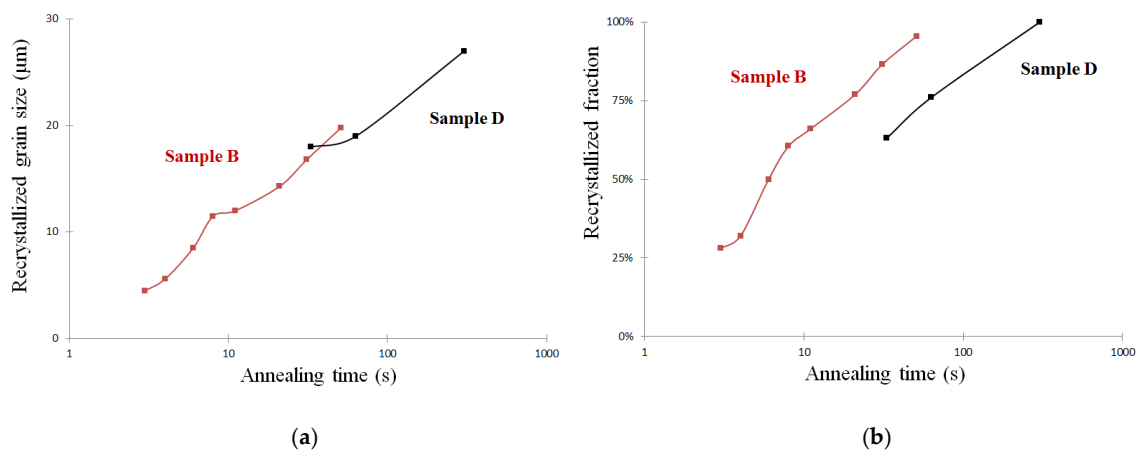 Recrystallized grain size (µm)
30
20
10
0
Sample B
Sample D
1
10
100
1000
Annealing time (s)
(a)
Recrystallized fraction
100%
75%
50%
25%
0%
Sample B
Sample D
1
10
100
1000
Annealing time (s)
(b)